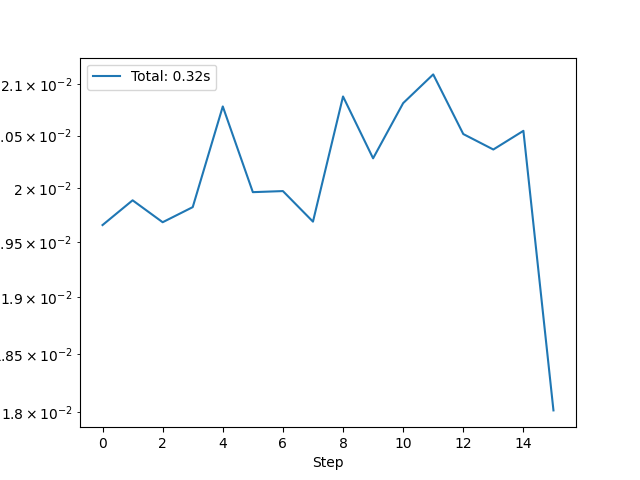 Total: 0.32s
2.1 × 10⁻²
.05 × 10⁻²
2 × 10⁻²
.95 × 10⁻²
1.9 × 10⁻²
.85 × 10⁻²
1.8 × 10⁻²
0 2 4 6 8 10 12 14
Step